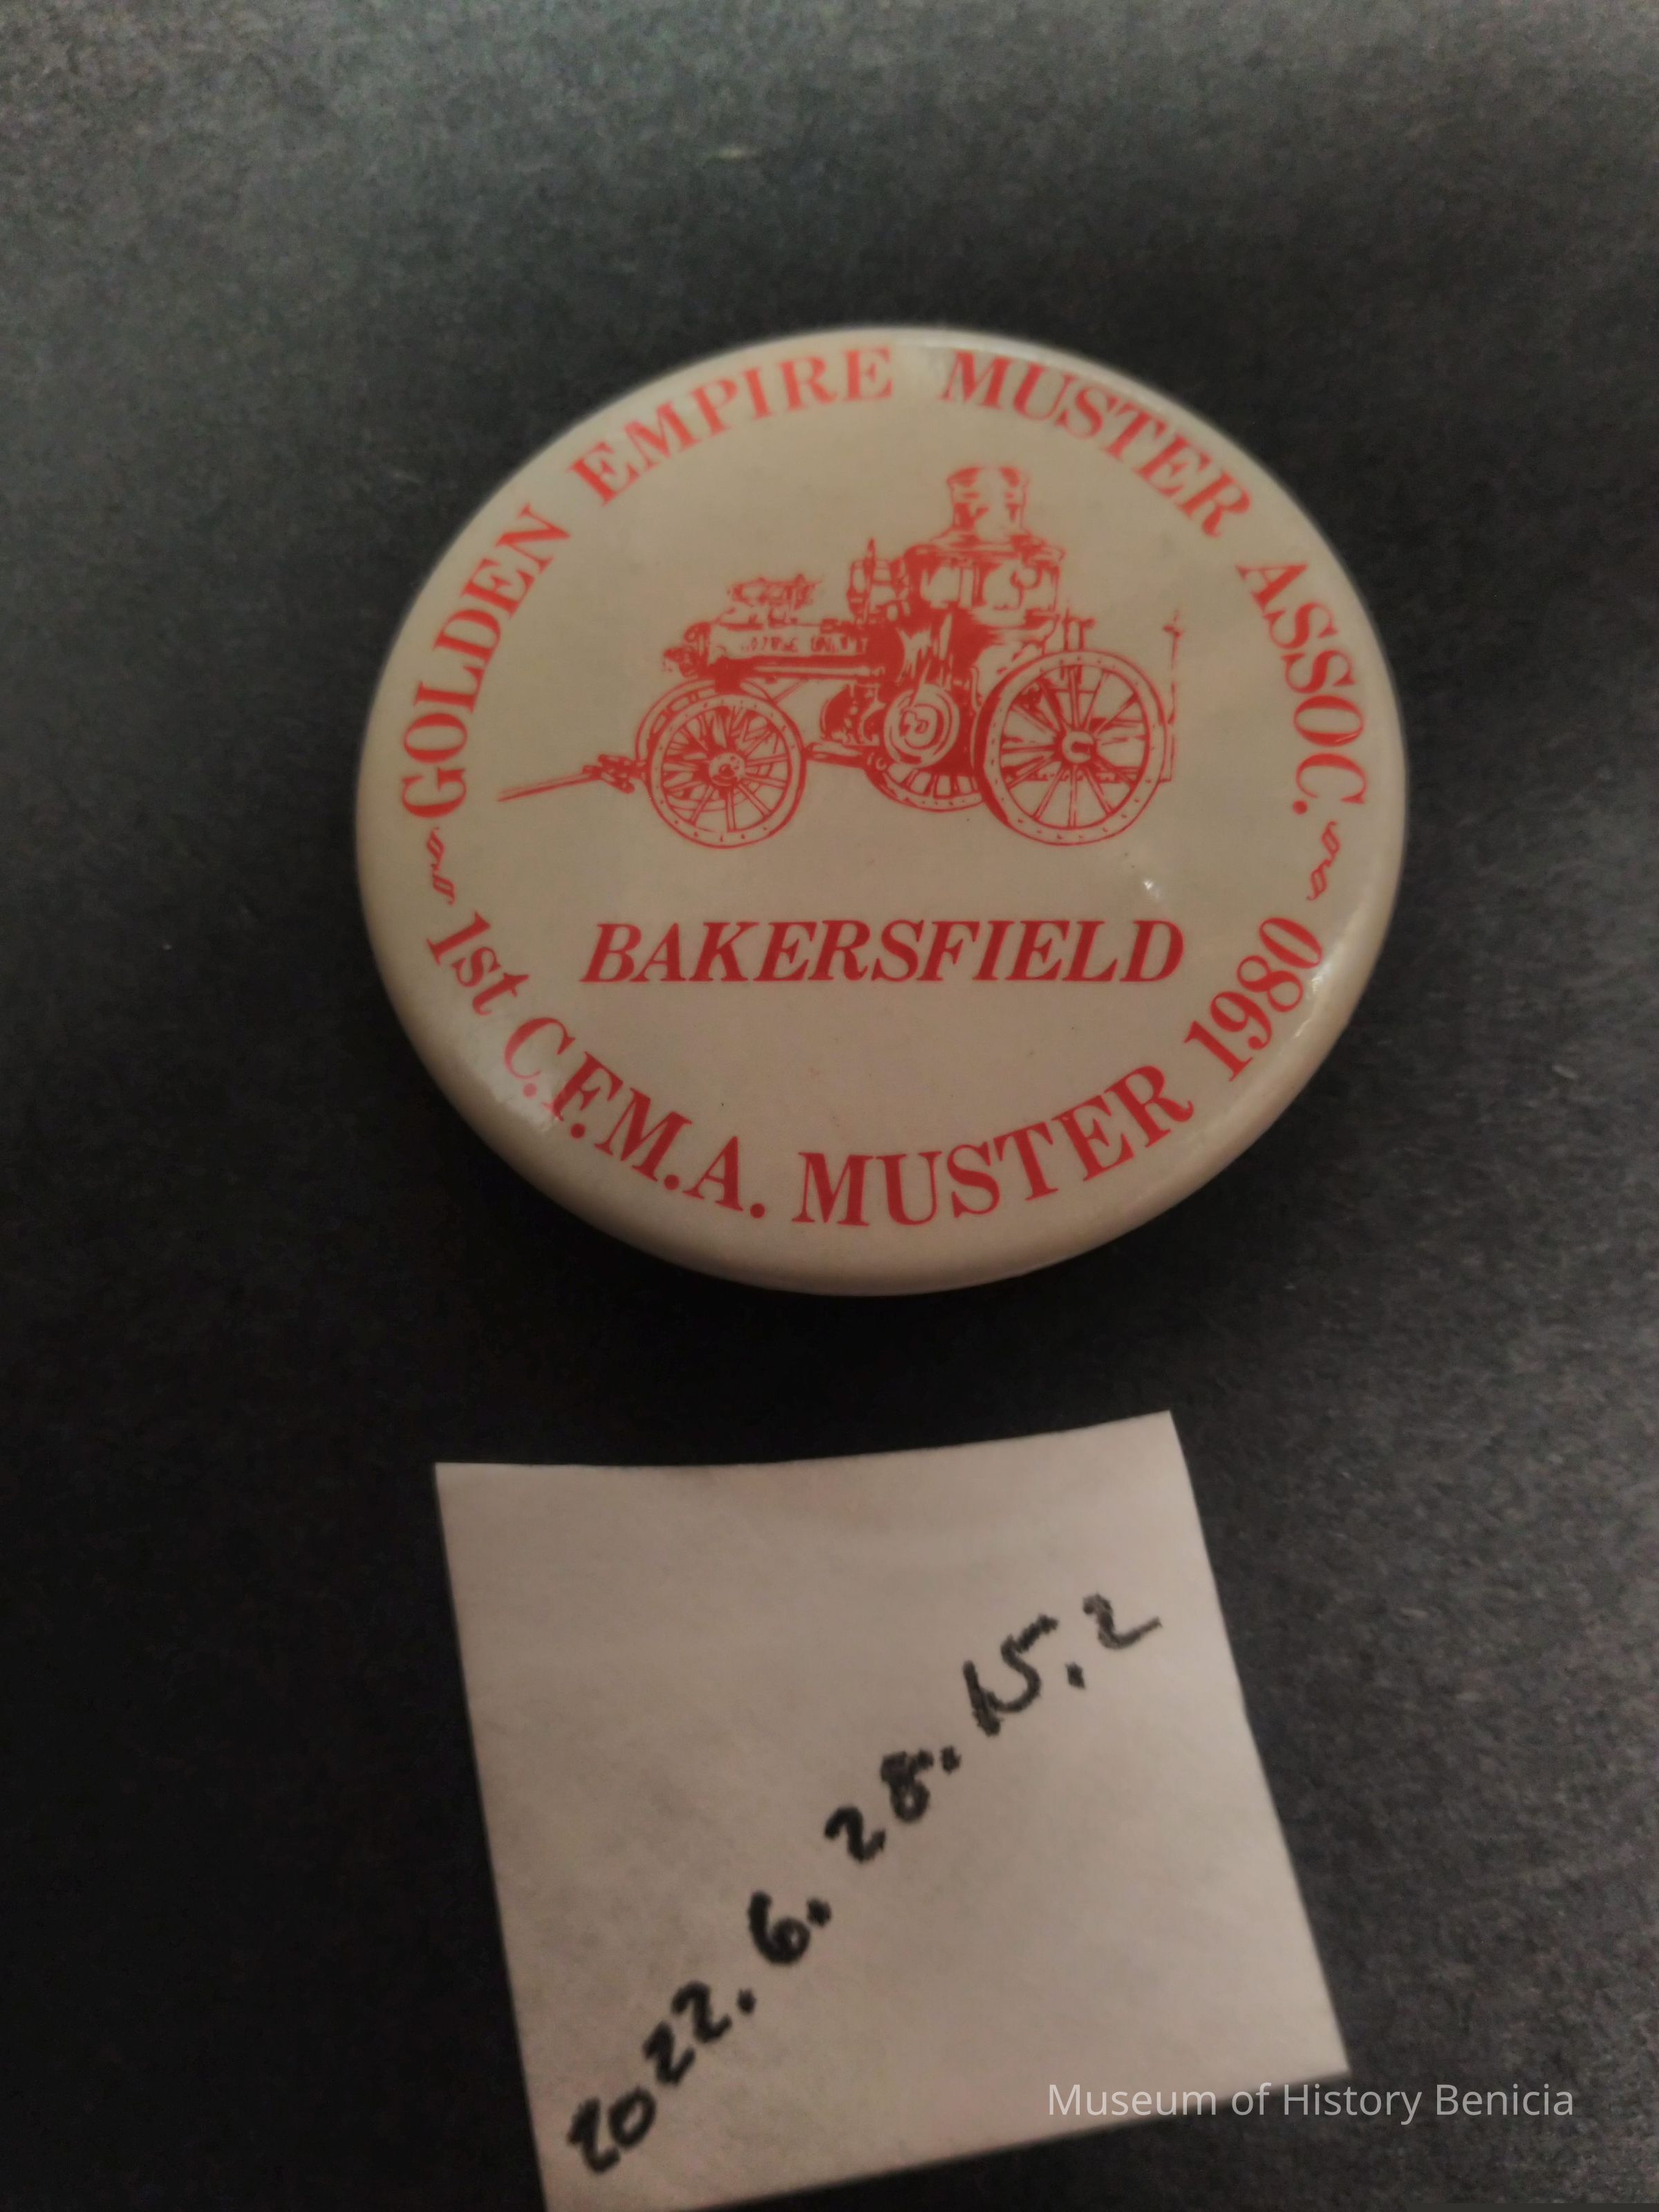 GOLDEN EMPIRE MUSTER ASSOC.
BAKERSFIELD
1st C.F.M.A. MUSTER 1980
2022.6.28.15.2
Museum of History Benicia